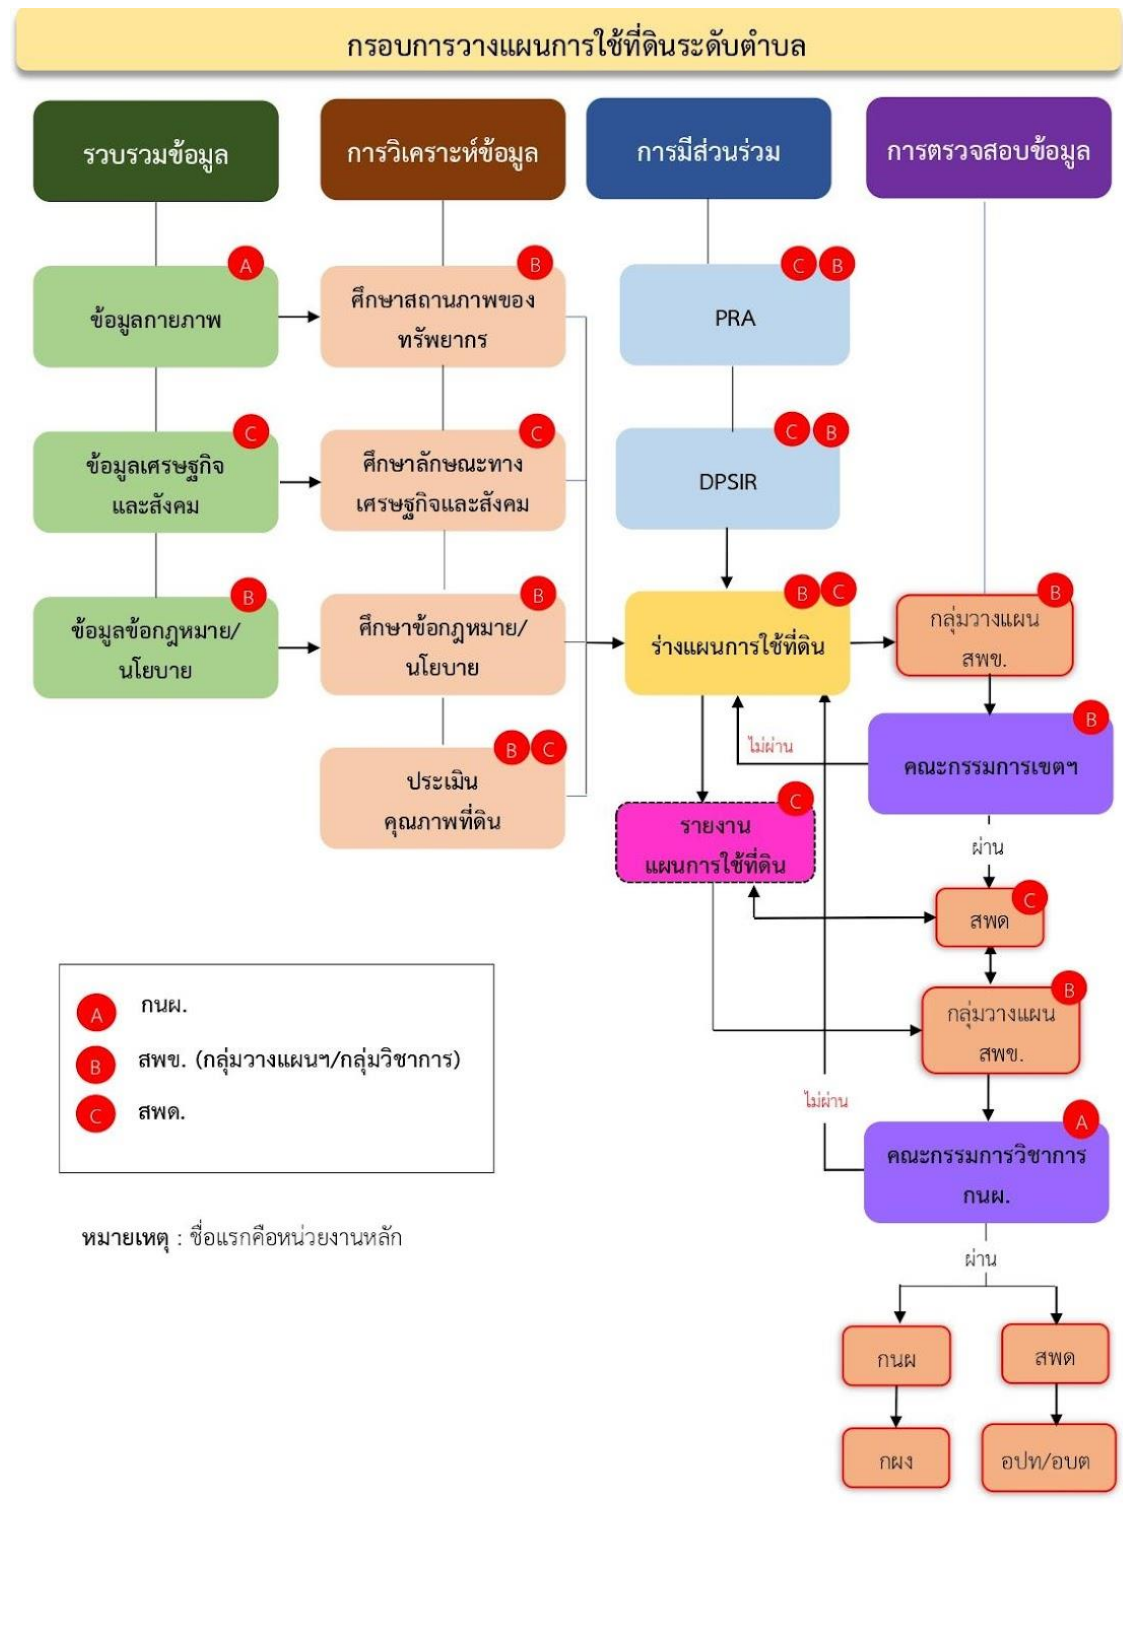 กรอบการวางแผนการใช้ที่ดินระดับตำบล
รวบรวมข้อมูล
การวิเคราะห์ข้อมูล
การมีส่วนร่วม
การตรวจสอบข้อมูล
A
ข้อมูลกายภาพ
B
ศึกษาสถานภาพของ
ทรัพยากร
C B
PRA
C
ข้อมูลเศรษฐกิจ
และสังคม
C
ศึกษาลักษณะทาง
เศรษฐกิจและสังคม
C B
DPSIR
B
ข้อมูลข้อกฎหมาย/
นโยบาย
B
ศึกษาข้อกฎหมาย/
นโยบาย
B C
ร่างแผนการใช้ที่ดิน
B
กลุ่มวางแผน
สพข.
B C
ประเมิน
คุณภาพที่ดิน
ไม่ผ่าน
B
คณะกรรมการเขตฯ
C
รายงาน
แผนการใช้ที่ดิน
ผ่าน
C
สพด
B
กลุ่มวางแผน
สพข.
A กนผ.
B สพข. (กลุ่มวางแผนฯ/กลุ่มวิชาการ)
C สพด.
ไม่ผ่าน
A
คณะกรรมการวิชาการ
กนผ.
หมายเหตุ : ชื่อแรกคือหน่วยงานหลัก
ผ่าน
กนผ
สพด
กผง
อปท/อบต